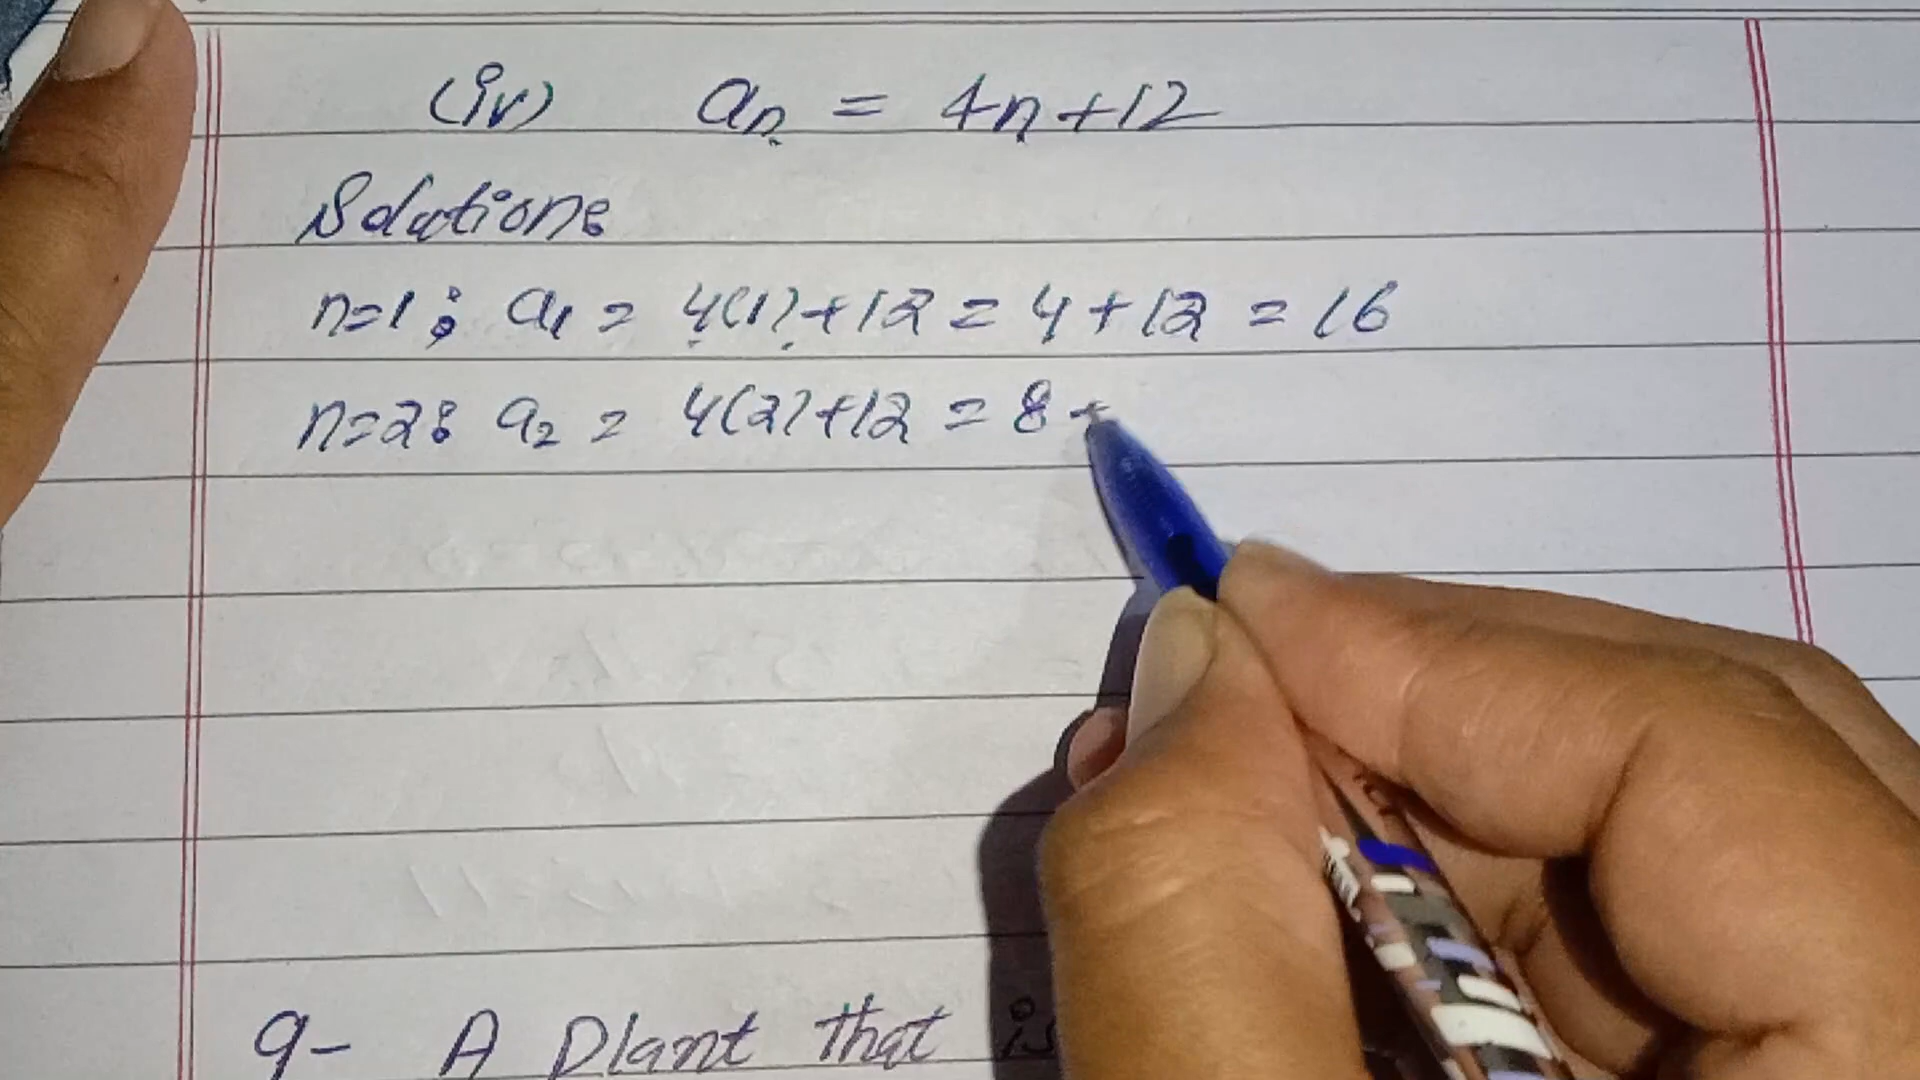 (iv) aₙ = 4n+12
Solution:
n=1: a₁ = 4(1)+12 = 4+12 = 16
n=2: a₂ = 4(2)+12 = 8+
9- A Plant that is